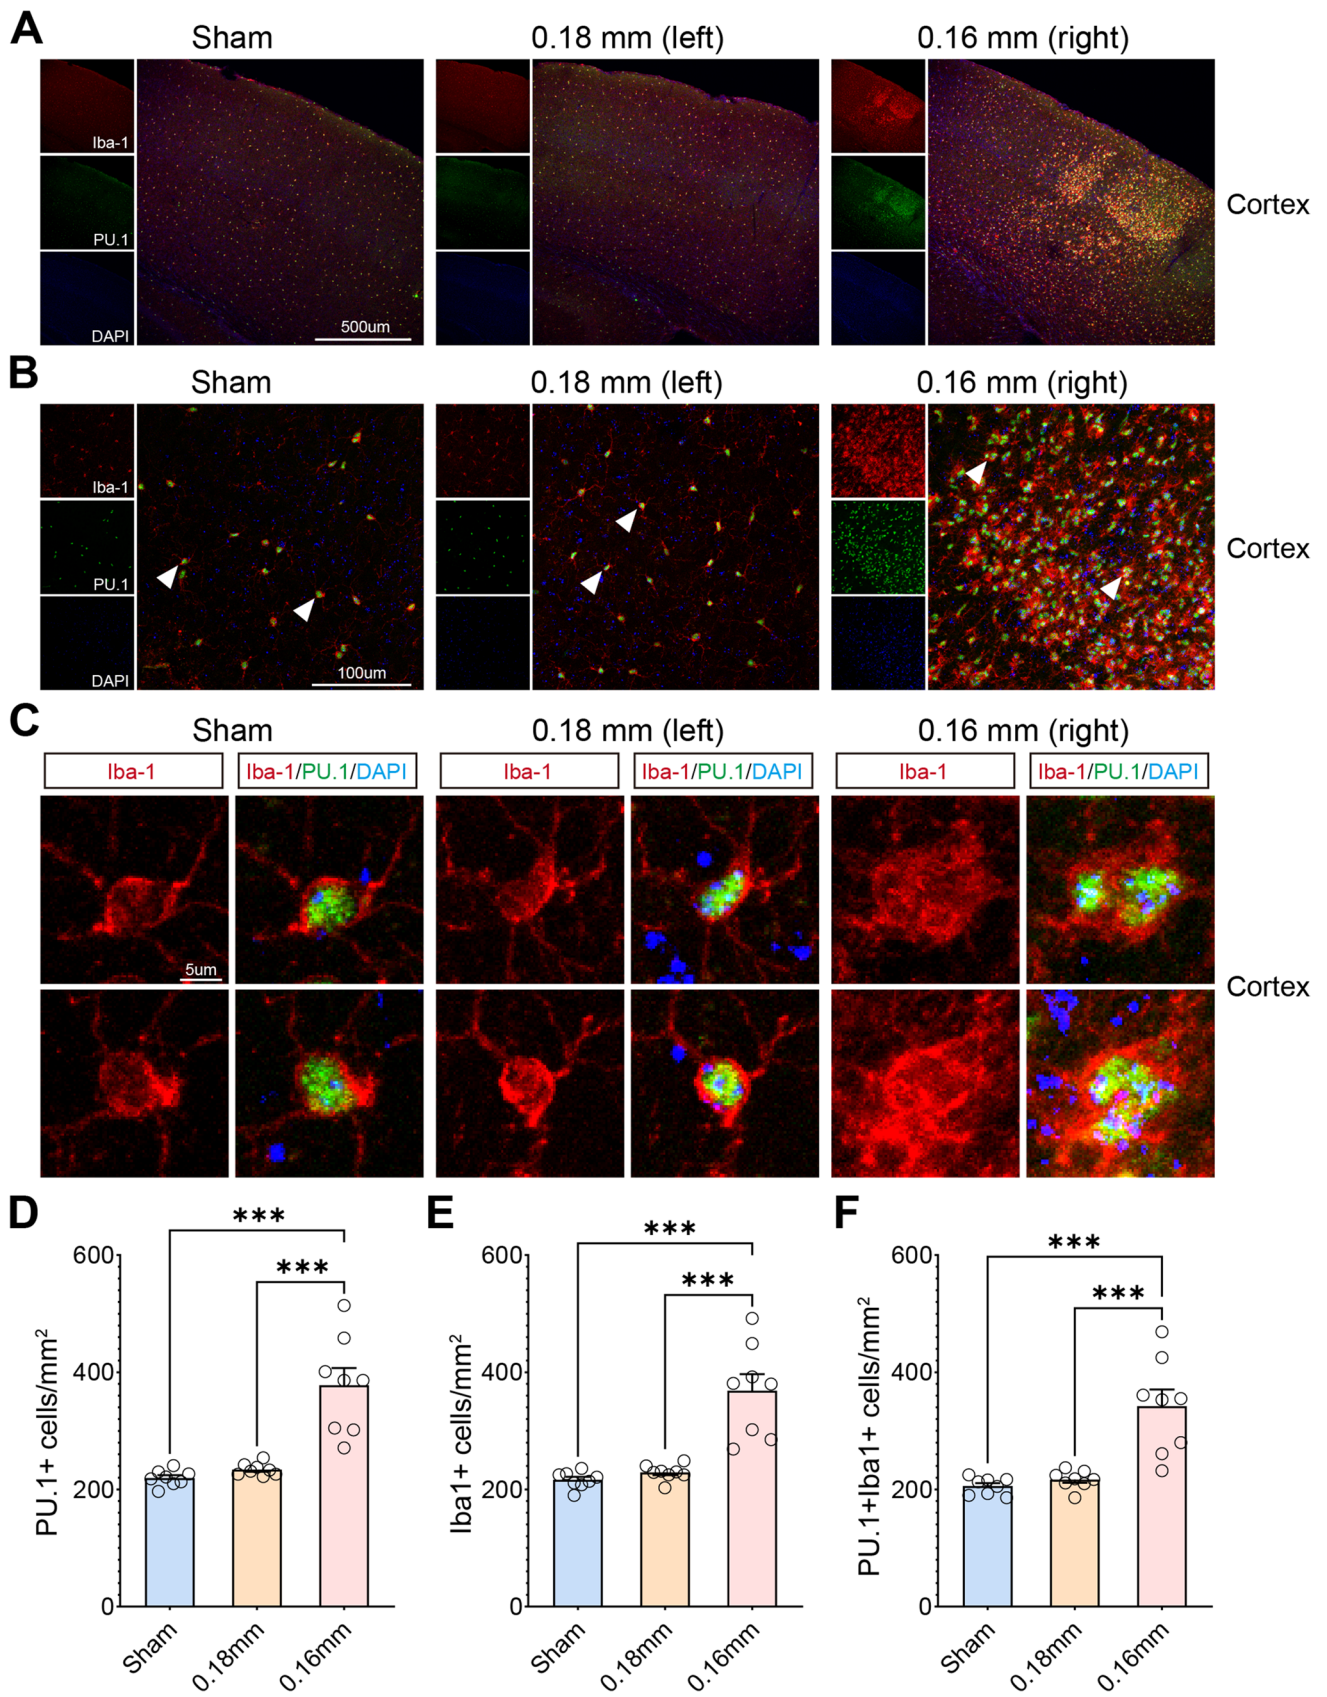 A
Sham
0.18 mm (left)
0.16 mm (right)
Iba-1
PU.1
DAPI
500um
Cortex
B
Sham
0.18 mm (left)
0.16 mm (right)
Iba-1
PU.1
DAPI
100um
Cortex
C
Sham
0.18 mm (left)
0.16 mm (right)
Iba-1
Iba-1/PU.1/DAPI
Iba-1
Iba-1/PU.1/DAPI
Iba-1
Iba-1/PU.1/DAPI
5um
Cortex
D
PU.1+ cells/mm²
600
400
200
0
***
***
Sham
0.18mm
0.16mm
E
Iba1+ cells/mm²
600
400
200
0
***
***
Sham
0.18mm
0.16mm
F
PU.1+Iba1+ cells/mm²
600
400
200
0
***
***
Sham
0.18mm
0.16mm